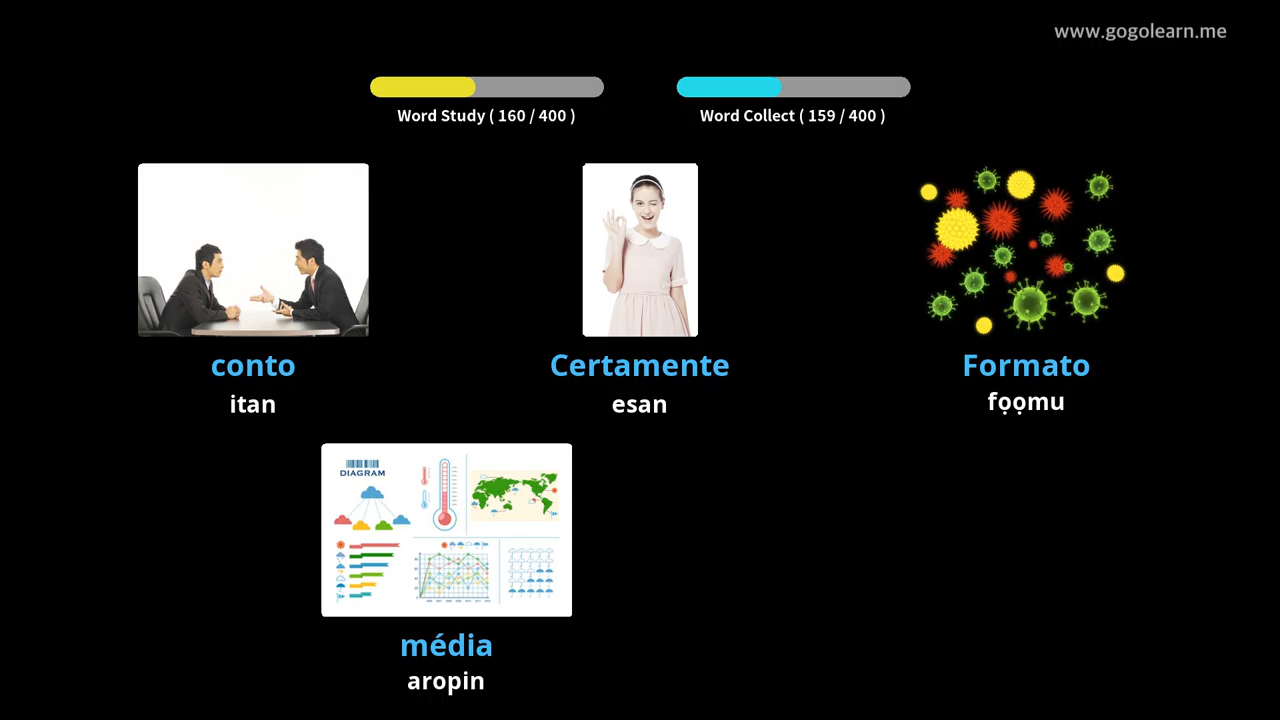 www.gogolearn.me
Word Study ( 160 / 400 )
Word Collect ( 159 / 400 )
conto
Certamente
Formato
itan
esan
fọọmu
DIAGRAM
média
aropin